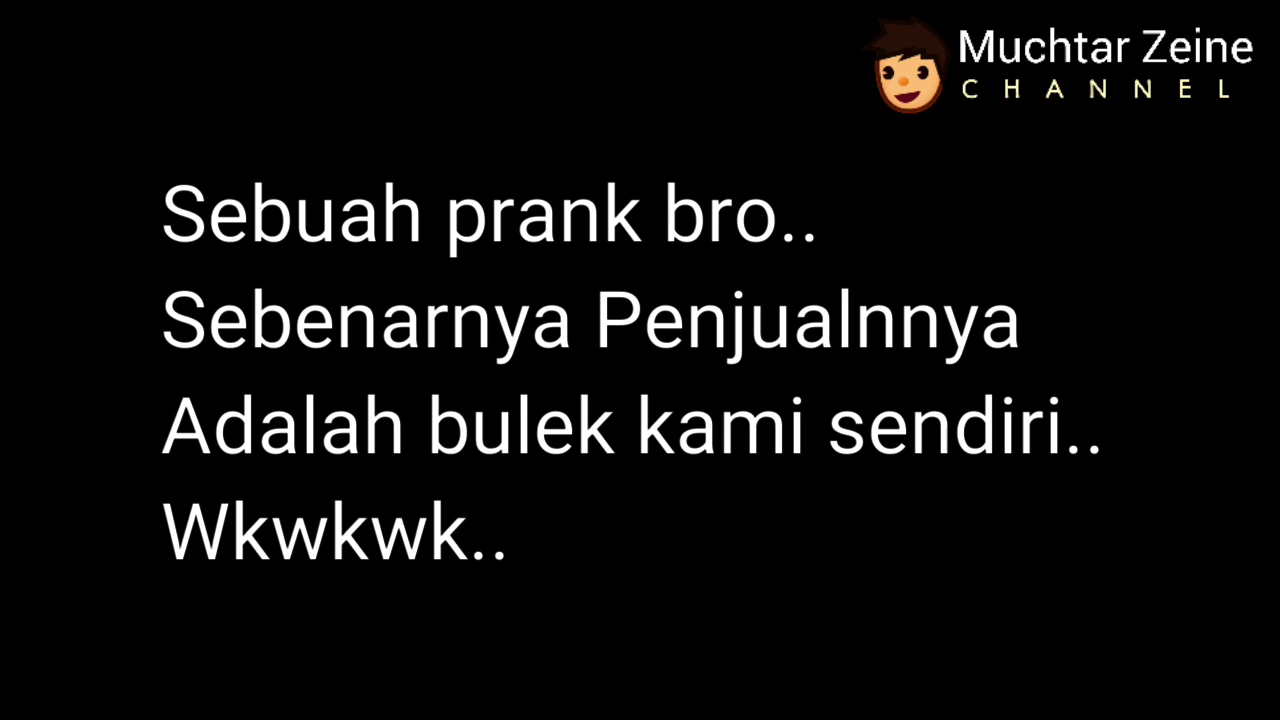 Muchtar Zeine
CHANNEL
Sebuah prank bro..
Sebenarnya Penjualnnya
Adalah bulek kami sendiri..
Wkwkwk..